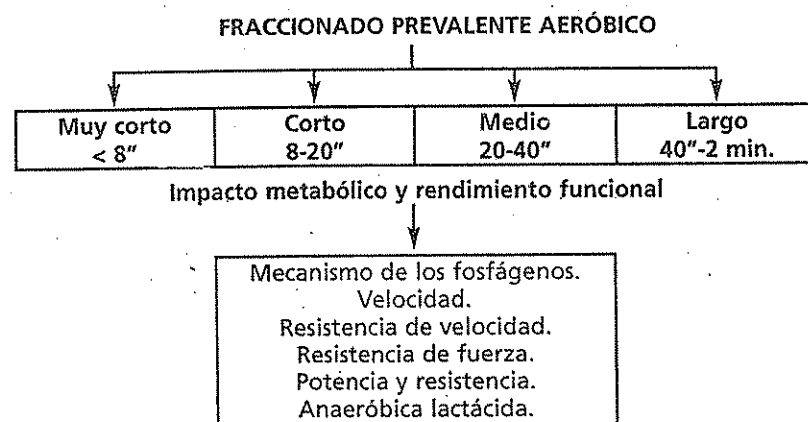 FRACCIONADO PREVALENTE AERÓBICO
Muy corto
< 8"
Corto
8-20"
Medio
20-40"
Largo
40"-2 min.
Impacto metabólico y rendimiento funcional
Mecanismo de los fosfágenos.
Velocidad.
Resistencia de velocidad.
Resistencia de fuerza.
Potencia y resistencia.
Anaeróbica lactácida.